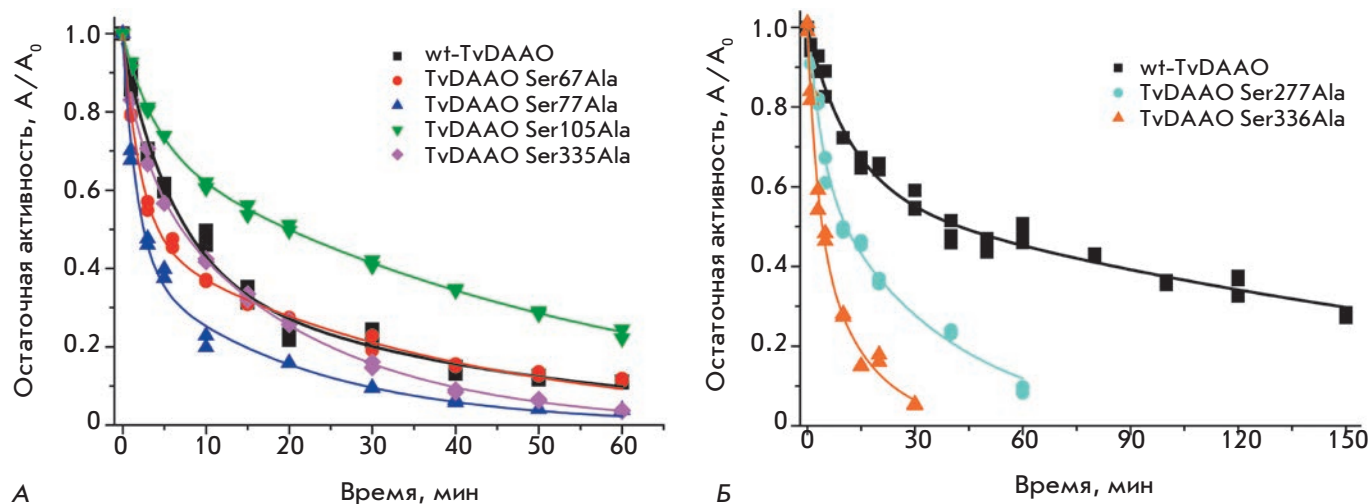 Остаточная активность, A/A0
1.0
0.8
0.6
0.4
0.2
0
0
10
20
30
40
50
60
wt-TvDAAO
TvDAAO Ser67Ala
TvDAAO Ser77Ala
TvDAAO Ser105Ala
TvDAAO Ser335Ala
А
Время, мин
Остаточная активность, A/A0
1.0
0.8
0.6
0.4
0.2
0
0
30
60
90
120
150
wt-TvDAAO
TvDAAO Ser277Ala
TvDAAO Ser336Ala
Б
Время, мин